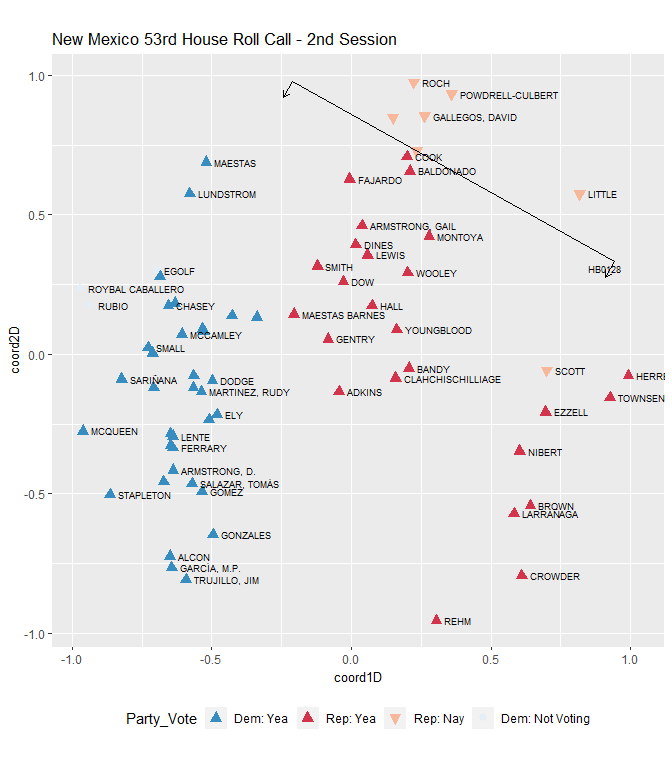 New Mexico 53rd House Roll Call - 2nd Session
1.0
0.5
0.0
-0.5
-1.0
coord2D
ROCH
POWDRELL-CULBERT
GALLEGOS, DAVID
COOK
MAESTAS
BALDONADO
FAJARDO
LUNDSTROM
LITTLE
ARMSTRONG, GAIL
MONTOYA
DINES
LEWIS
SMITH
EGOLF
HB0128
WOOLEY
DOW
ROYBAL CABALLERO
RUBIO
CHASEY
HALL
MAESTAS BARNES
YOUNGBLOOD
MCCAMLEY
GENTRY
SMALL
BANDY
SCOTT
HERRE
CLAHCHISCHILLIAGE
SARIÑANA
DODGE
MARTINEZ, RUDY
ADKINS
TOWNSEN
EZZELL
ELY
MCQUEEN
LENTE
FERRARY
NIBERT
ARMSTRONG, D.
SALAZAR, TOMÁS
GOMEZ
STAPLETON
BROWN
LARRANAGA
GONZALES
ALCON
GARCIA, M.P.
TRUJILLO, JIM
CROWDER
REHM
-1.0 -0.5 0.0 0.5 1.0
coord1D
Party_Vote Dem: Yea Rep: Yea Rep: Nay Dem: Not Voting